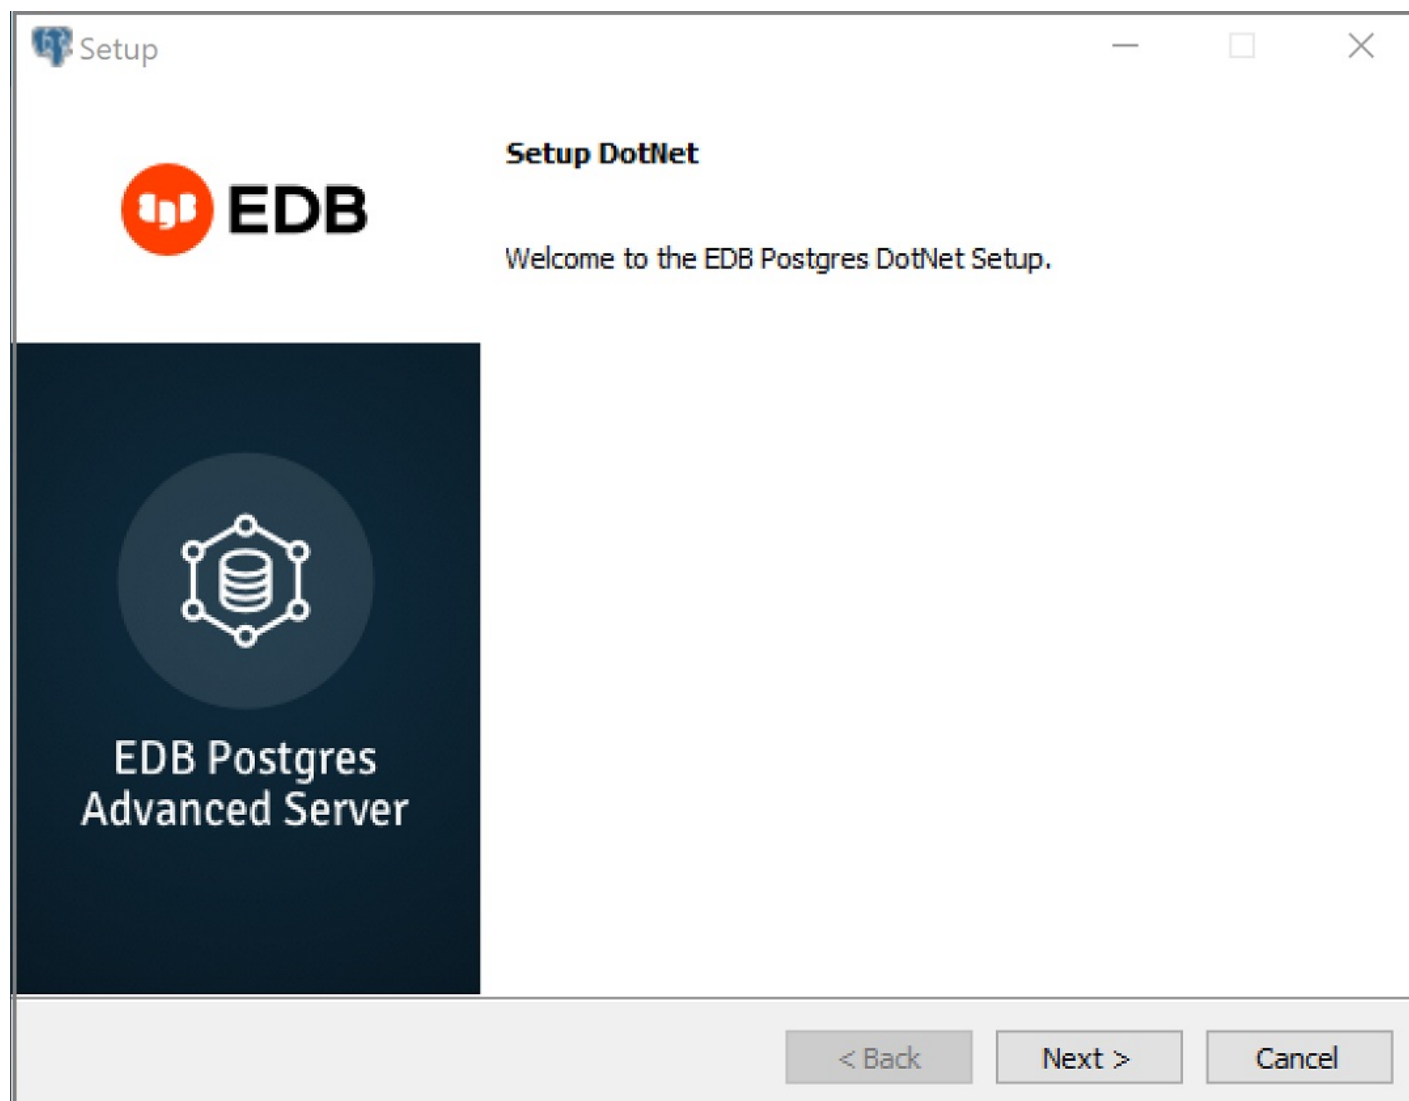 Setup
EDB
Setup DotNet
Welcome to the EDB Postgres DotNet Setup.
EDB Postgres
Advanced Server
< Back
Next >
Cancel